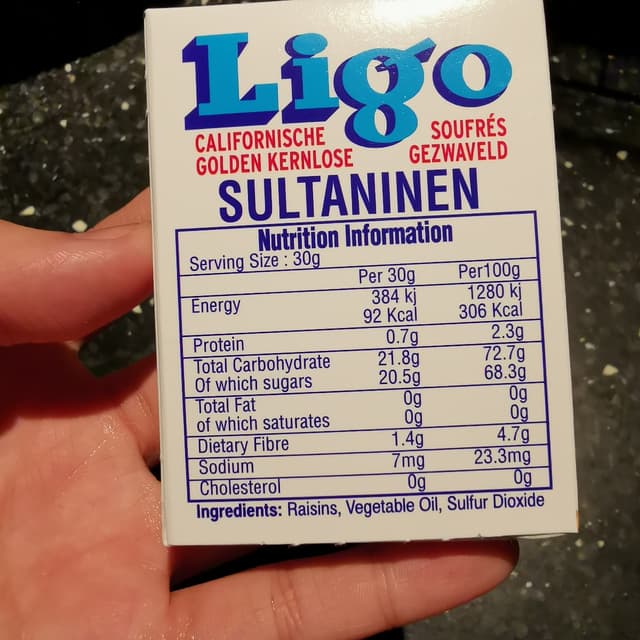 Ligo
CALIFORNISCHE SOUFRÉS
GOLDEN KERNLOSE GEZWAVELD
SULTANINEN
Nutrition Information
Serving Size : 30g
Per 30g Per100g
Energy 384 kj 1280 kj
92 Kcal 306 Kcal
Protein 0.7g 2.3g
Total Carbohydrate 21.8g 72.7g
Of which sugars 20.5g 68.3g
Total Fat 0g 0g
of which saturates 0g 0g
Dietary Fibre 1.4g 4.7g
Sodium 7mg 23.3mg
Cholesterol 0g 0g
Ingredients: Raisins, Vegetable Oil, Sulfur Dioxide